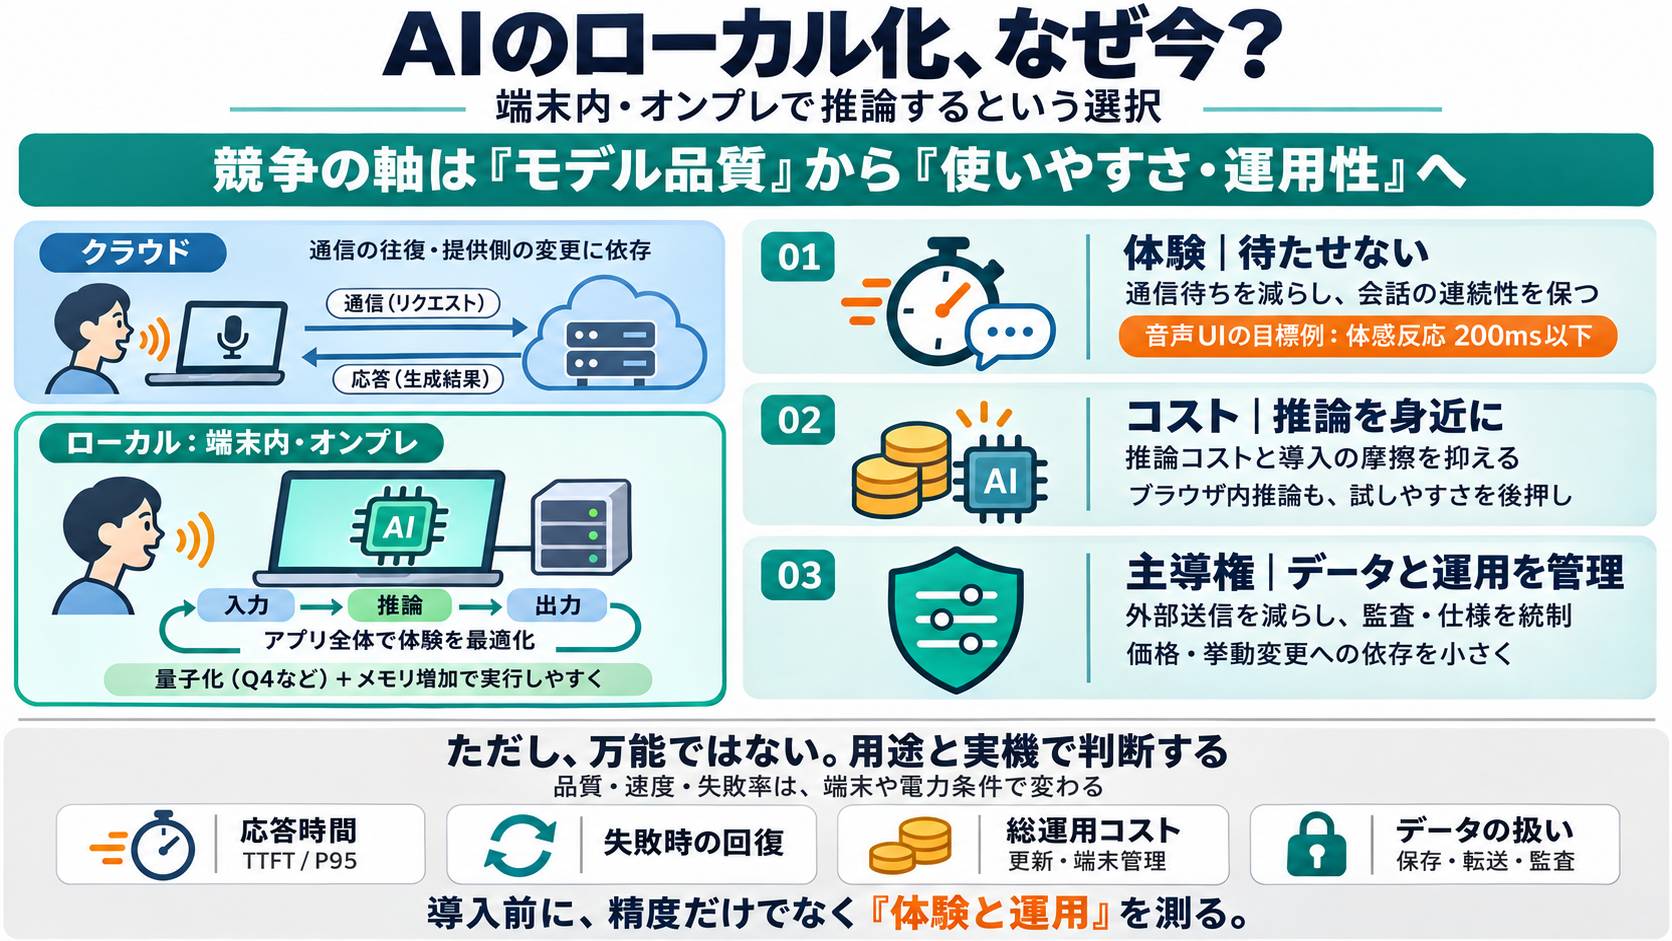 AIのローカル化、なぜ今？
端末内・オンプレで推論するという選択
競争の軸は『モデル品質』から『使いやすさ・運用性』へ
クラウド
通信の往復・提供側の変更に依存
通信（リクエスト）
応答（生成結果）
ローカル：端末内・オンプレ
AI
入力
推論
出力
アプリ全体で体験を最適化
量子化（Q4など）＋メモリ増加で実行しやすく
01
体験｜待たせない
通信待ちを減らし、会話の連続性を保つ
音声UIの目標例：体感反応 200ms以下
02
AI
コスト｜推論を身近に
推論コストと導入の摩擦を抑える
ブラウザ内推論も、試しやすさを後押し
03
主導権｜データと運用を管理
外部送信を減らし、監査・仕様を統制
価格・挙動変更への依存を小さく
ただし、万能ではない。用途と実機で判断する
品質・速度・失敗率は、端末や電力条件で変わる
応答時間
TTFT / P95
失敗時の回復
総運用コスト
更新・端末管理
データの扱い
保存・転送・監査
導入前に、精度だけでなく『体験と運用』を測る。